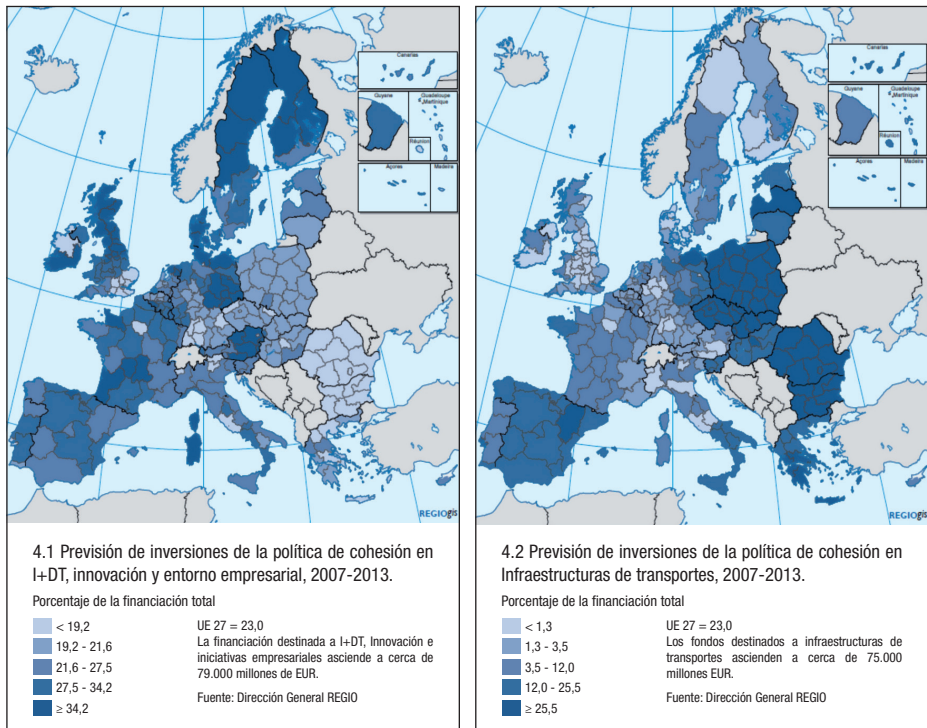 Canarias
Guyane
Guadeloupe
Martinique
Réunion
Açores
Madeira
REGIOgis
4.1 Previsión de inversiones de la política de cohesión en
I+DT, innovación y entorno empresarial, 2007-2013.
Porcentaje de la financiación total
< 19,2
19,2 - 21,6
21,6 - 27,5
27,5 - 34,2
≥ 34,2
UE 27 = 23,0
La financiación destinada a I+DT, Innovación e
iniciativas empresariales asciende a cerca de
79.000 millones de EUR.
Fuente: Dirección General REGIO
Canarias
Guyane
Guadeloupe
Martinique
Réunion
Açores
Madeira
REGIOgis
4.2 Previsión de inversiones de la política de cohesión en
Infraestructuras de transportes, 2007-2013.
Porcentaje de la financiación total
< 1,3
1,3 - 3,5
3,5 - 12,0
12,0 - 25,5
≥ 25,5
UE 27 = 23,0
Los fondos destinados a infraestructuras de
transportes ascienden a cerca de 75.000
millones EUR.
Fuente: Dirección General REGIO